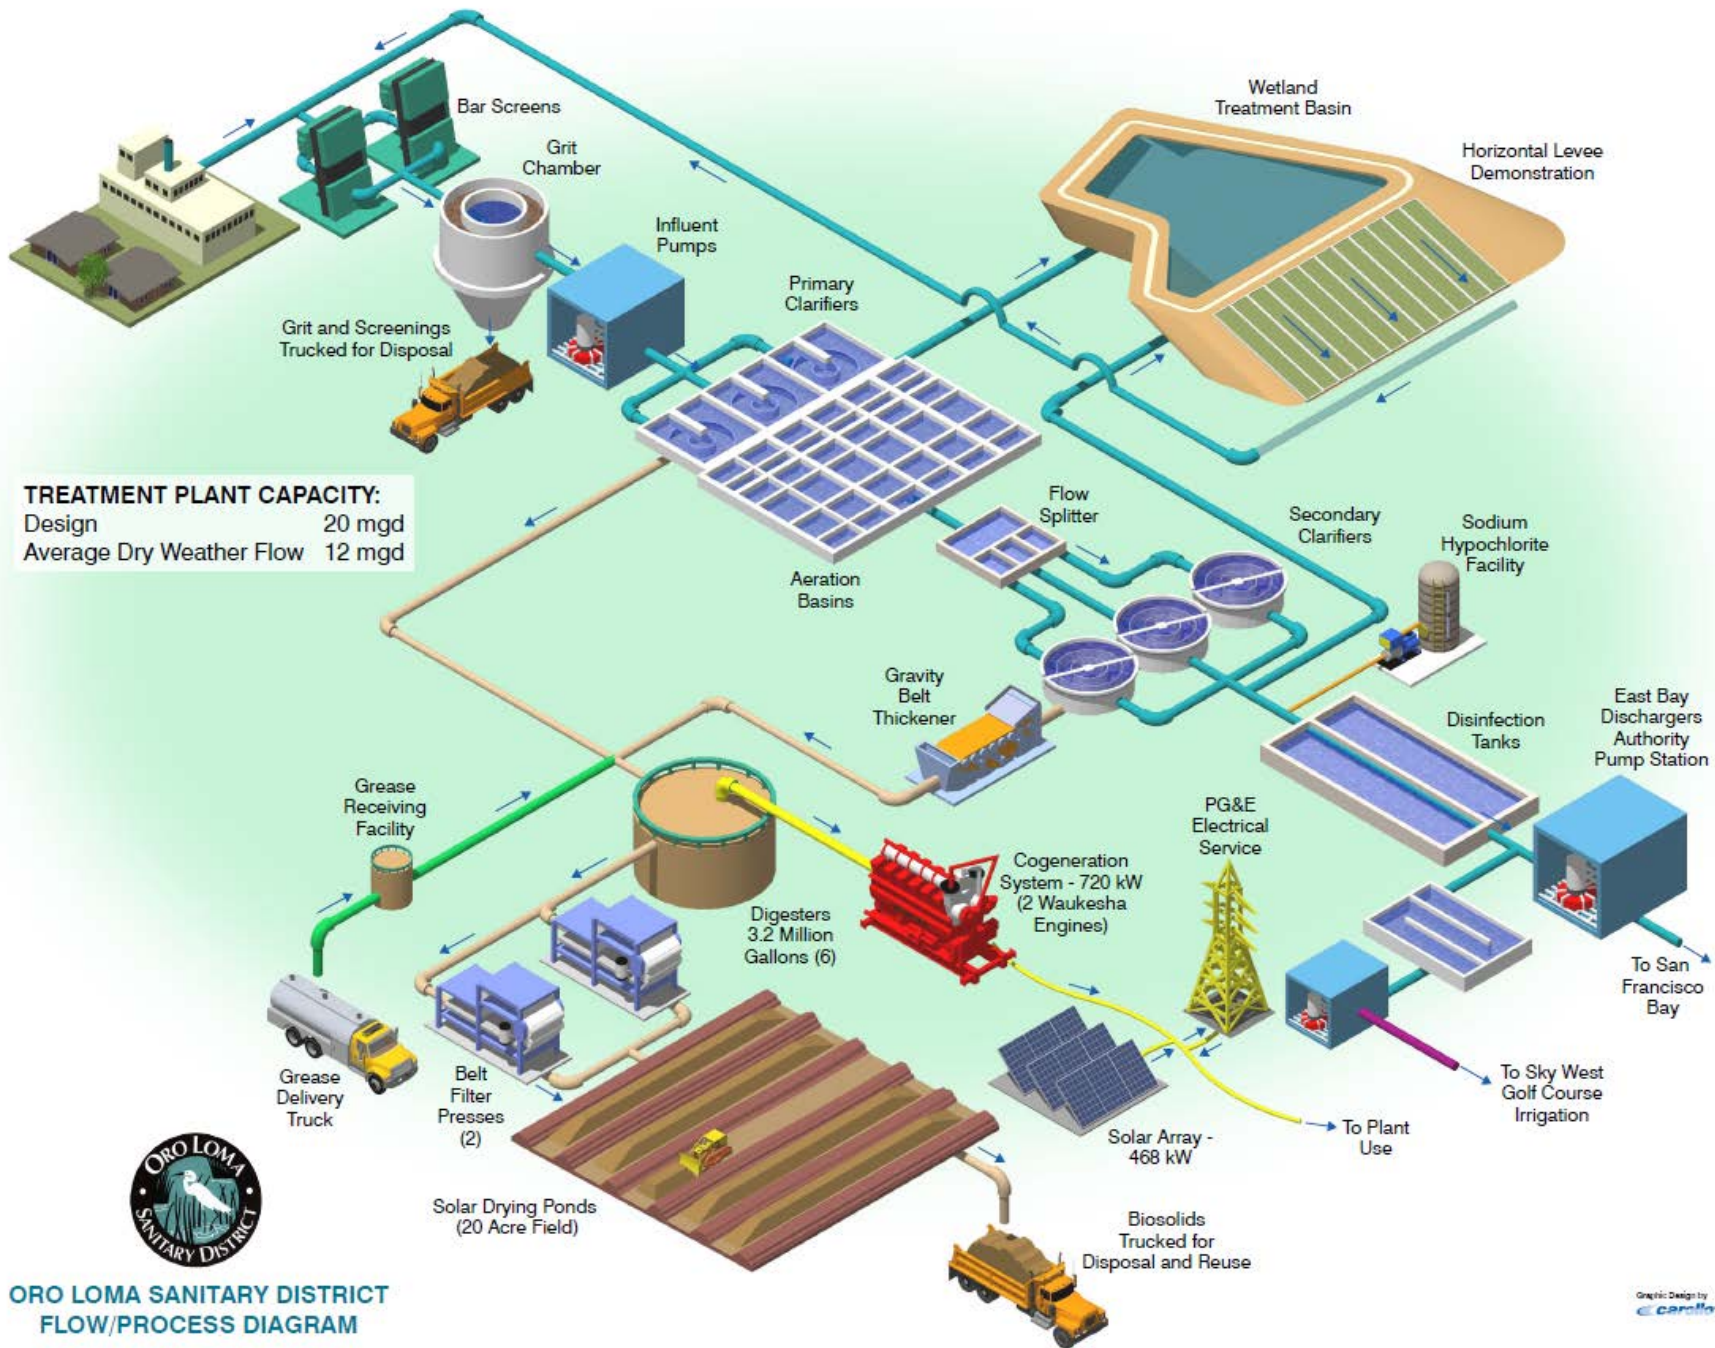 Bar Screens
Grit
Chamber
Influent
Pumps
Grit and Screenings
Trucked for Disposal
Primary
Clarifiers
Wetland
Treatment Basin
Horizontal Levee
Demonstration
TREATMENT PLANT CAPACITY:
Design 20 mgd
Average Dry Weather Flow 12 mgd
Aeration
Basins
Flow
Splitter
Secondary
Clarifiers
Sodium
Hypochlorite
Facility
Gravity
Belt
Thickener
Disinfection
Tanks
East Bay
Dischargers
Authority
Pump Station
Grease
Receiving
Facility
PG&E
Electrical
Service
Cogeneration
System - 720 kW
(2 Waukesha
Engines)
Digesters
3.2 Million
Gallons (6)
To San
Francisco
Bay
Grease
Delivery
Truck
Belt
Filter
Presses
(2)
To Sky West
Golf Course
Irrigation
To Plant
Use
Solar Array -
468 kW
Solar Drying Ponds
(20 Acre Field)
Biosolids
Trucked for
Disposal and Reuse
ORO LOMA
SANITARY DISTRICT
ORO LOMA SANITARY DISTRICT
FLOW/PROCESS DIAGRAM
Graphic Design by
carollo